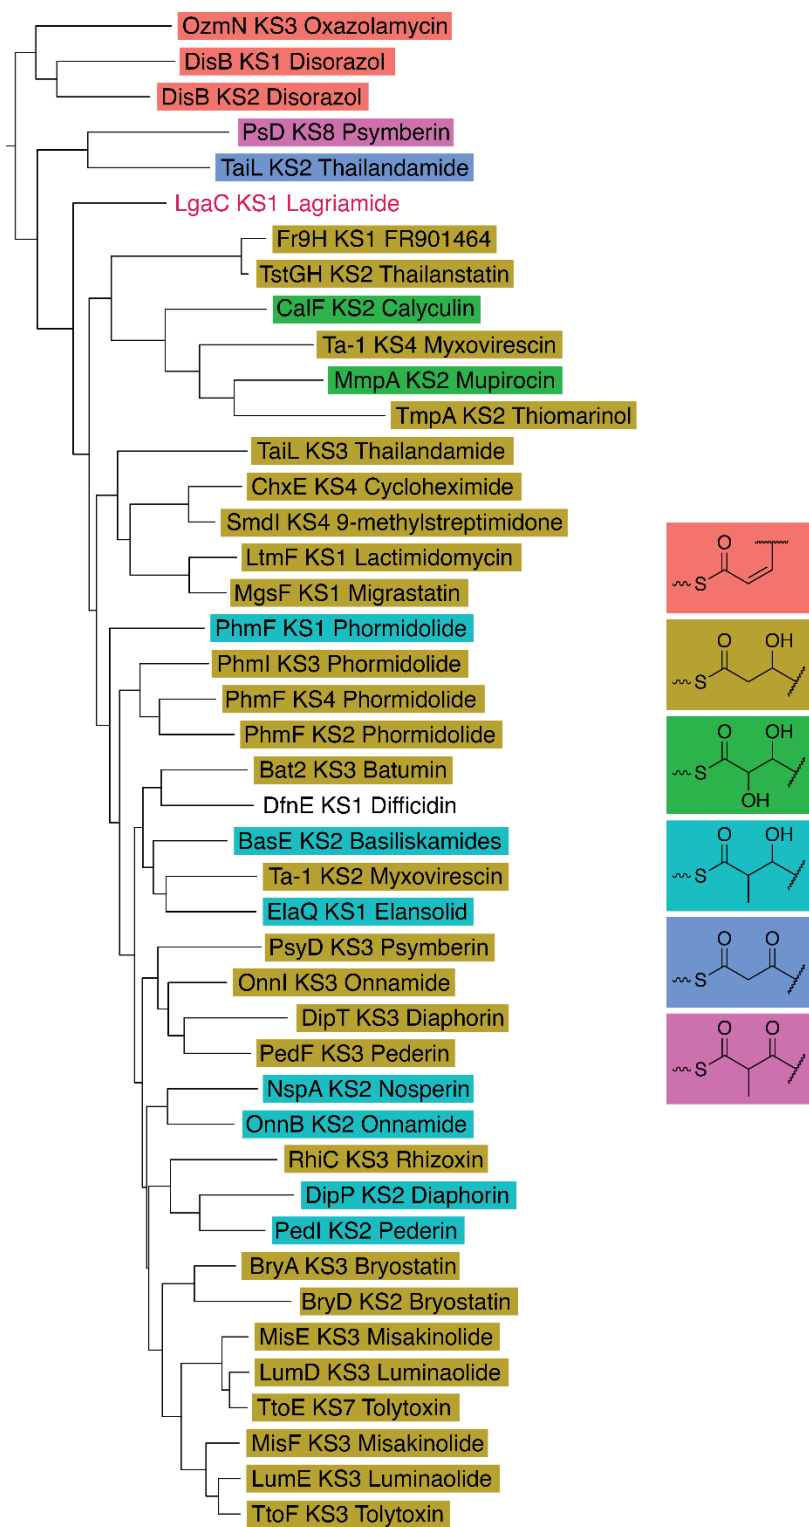 OzmN KS3 Oxazolamycin
DisB KS1 Disorazol
DisB KS2 Disorazol
PsD KS8 Psymberin
TaiL KS2 Thailandamide
LgaC KS1 Lagriamide
Fr9H KS1 FR901464
TstGH KS2 Thailanstatin
CalF KS2 Calyculin
Ta-1 KS4 Myxovirescin
MmpA KS2 Mupirocin
TmpA KS2 Thiomarinol
TaiL KS3 Thailandamide
ChxE KS4 Cycloheximide
SmdI KS4 9-methylstreptimidone
LtmF KS1 Lactimidomycin
MgsF KS1 Migrastatin
PhmF KS1 Phormidolide
PhmI KS3 Phormidolide
PhmF KS4 Phormidolide
PhmF KS2 Phormidolide
Bat2 KS3 Batumin
DfnE KS1 Difficidin
BasE KS2 Basiliskamides
Ta-1 KS2 Myxovirescin
ElaQ KS1 Elansolid
PsyD KS3 Psymberin
OnnI KS3 Onnamide
DipT KS3 Diaphorin
PedF KS3 Pederin
NspA KS2 Nosperin
OnnB KS2 Onnamide
RhiC KS3 Rhizoxin
DipP KS2 Diaphorin
PedI KS2 Pederin
BryA KS3 Bryostatin
BryD KS2 Bryostatin
MisE KS3 Misakinolide
LumD KS3 Luminaolide
TtoE KS7 Tolytoxin
MisF KS3 Misakinolide
LumE KS3 Luminaolide
TtoF KS3 Tolytoxin
O
S
O OH
S
O OH
S
OH
O OH
S
O O
S
O O
S